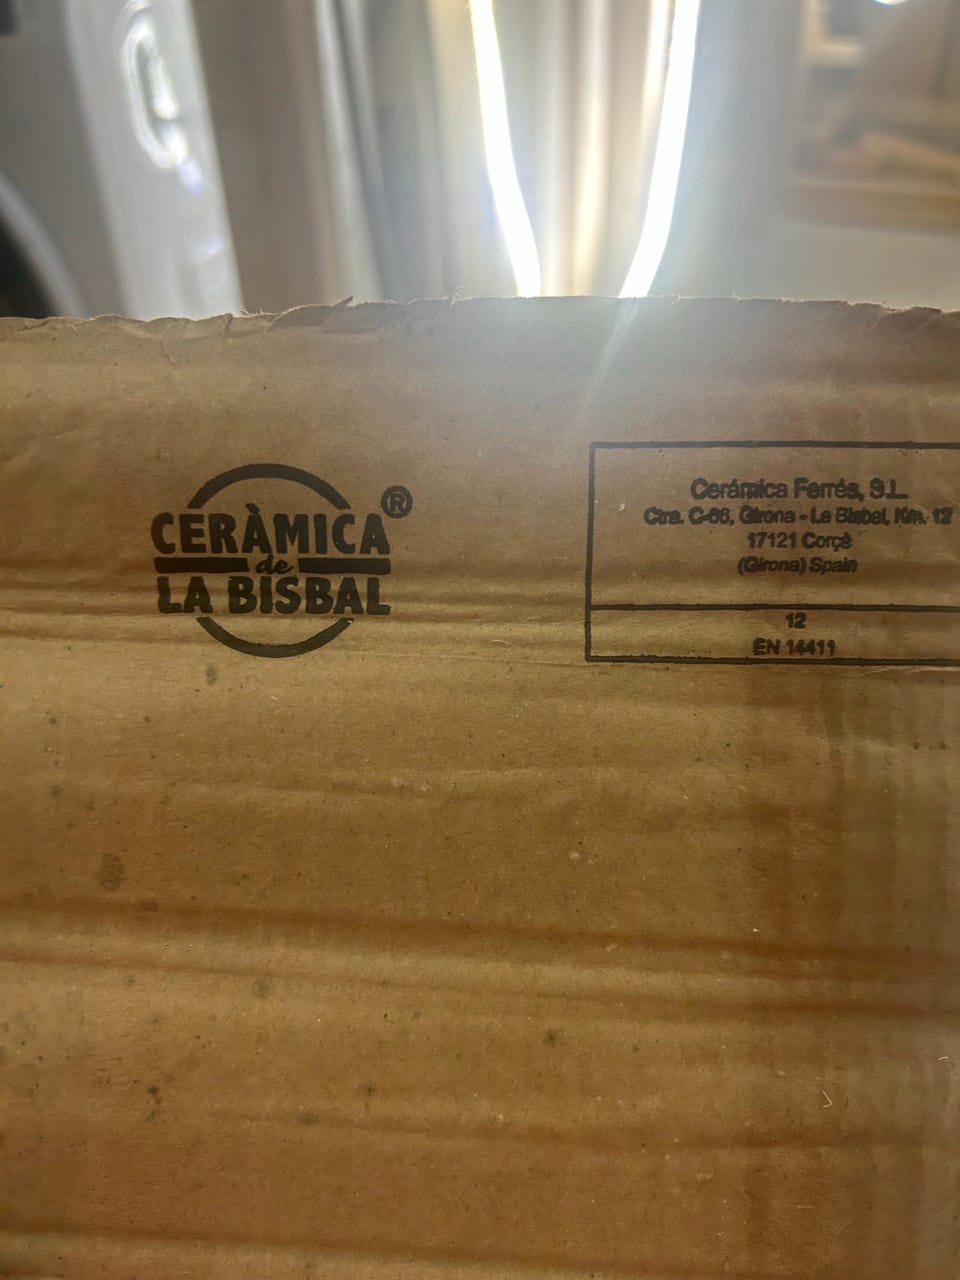 CERÀMICA ®
de
LA BISBAL
Cerámica Ferrés, S.L.
Ctra. C-66, Girona - La Bisbal, Km. 12
17121 Corçà
(Girona) Spain
12
EN 14411